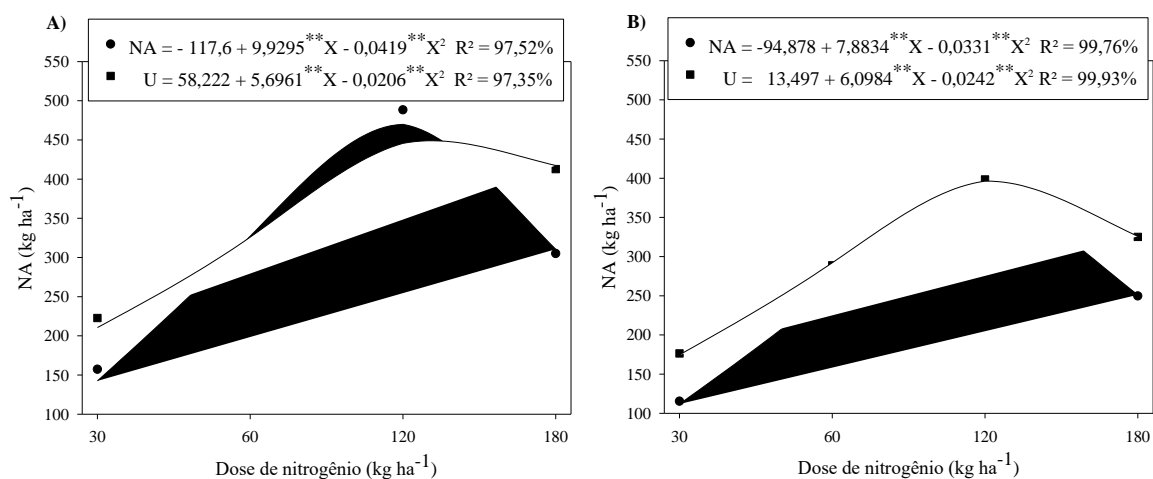 A)
NA = - 117,6 + 9,9295**X - 0,0419**X² R² = 97,52%
U = 58,222 + 5,6961**X - 0,0206**X² R² = 97,35%
550
500
450
400
350
300
250
200
150
100
NA (kg ha⁻¹)
30 60 120 180
Dose de nitrogênio (kg ha⁻¹)
B)
NA = -94,878 + 7,8834**X - 0,0331**X² R² = 99,76%
U = 13,497 + 6,0984**X - 0,0242**X² R² = 99,93%
550
500
450
400
350
300
250
200
150
100
NA (kg ha⁻¹)
30 60 120 180
Dose de nitrogênio (kg ha⁻¹)